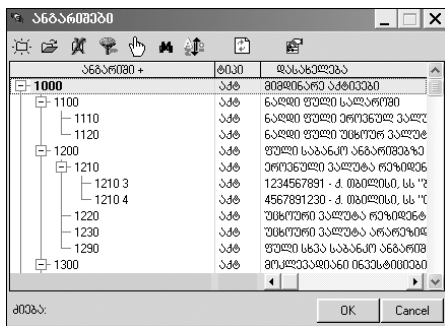 ანგარიშები
ანგარიში + ტიპი დასახელება
1000 აქტ მიმდინარე აქტივები
1100 აქტ ნაღდი ფული სალაროში
1110 აქტ ნაღდი ფული ეროვნულ ვალუ
1120 აქტ ნაღდი ფული უცხოურ ვალუტ
1200 აქტ ფული საბანკო ანგარიშებზე
1210 აქტ ეროვნული ვალუტა რეზიდენ
1210 3 აქტ 1234567891 - ქ. თბილისი, სს "ბ
1210 4 აქტ 4567891230 - ქ. თბილისი, სს "
1220 აქტ უცხოური ვალუტა რეზიდენტ
1230 აქტ უცხოური ვალუტა არარეზიდ
1290 აქტ ფული სხვა საბანკო ანგარიშ
1300 აქტ მოკლევადიანი ინვესტიციები
ძიება:
OK Cancel